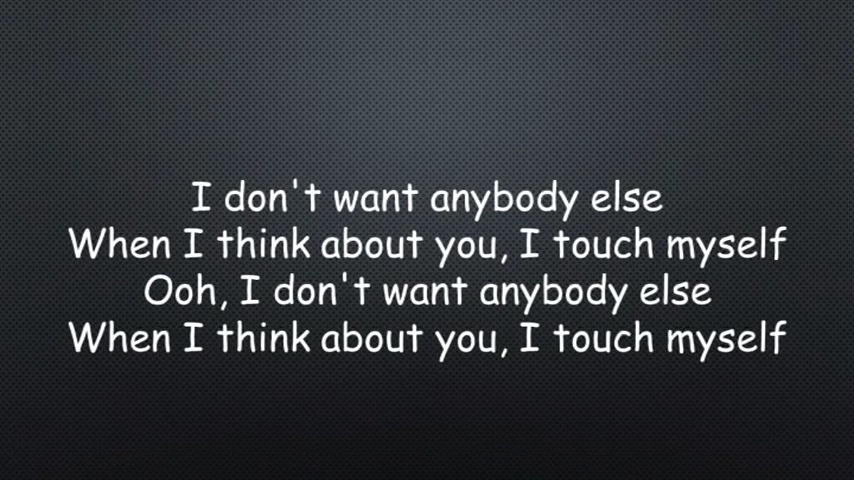 I don't want anybody else
When I think about you, I touch myself
Ooh, I don't want anybody else
When I think about you, I touch myself